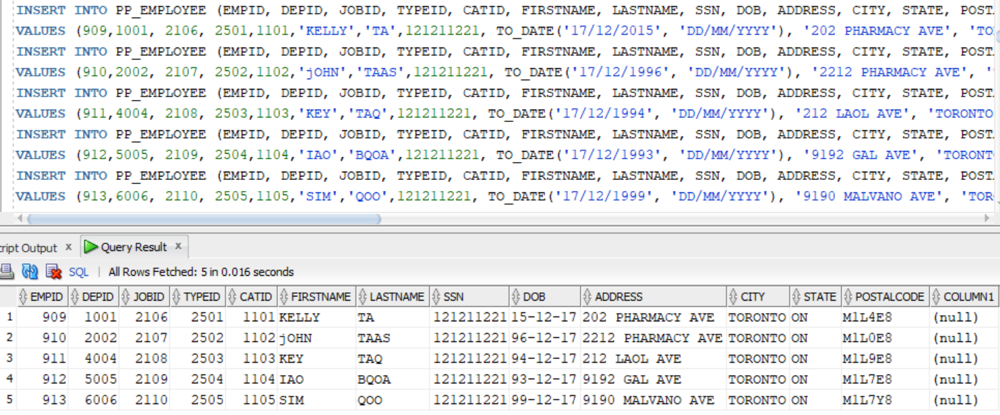 INSERT INTO PP_EMPLOYEE (EMPID, DEPID, JOBID, TYPEID, CATID, FIRSTNAME, LASTNAME, SSN, DOB, ADDRESS, CITY, STATE, POST
VALUES (909,1001, 2106, 2501,1101,'KELLY','TA',121211221, TO_DATE('17/12/2015', 'DD/MM/YYYY'), '202 PHARMACY AVE', 'TO
INSERT INTO PP_EMPLOYEE (EMPID, DEPID, JOBID, TYPEID, CATID, FIRSTNAME, LASTNAME, SSN, DOB, ADDRESS, CITY, STATE, POST
VALUES (910,2002, 2107, 2502,1102,'jOHN','TAAS',121211221, TO_DATE('17/12/1996', 'DD/MM/YYYY'), '2212 PHARMACY AVE', '
INSERT INTO PP_EMPLOYEE (EMPID, DEPID, JOBID, TYPEID, CATID, FIRSTNAME, LASTNAME, SSN, DOB, ADDRESS, CITY, STATE, POST
VALUES (911,4004, 2108, 2503,1103,'KEY','TAQ',121211221, TO_DATE('17/12/1994', 'DD/MM/YYYY'), '212 LAOL AVE', 'TORONTO
INSERT INTO PP_EMPLOYEE (EMPID, DEPID, JOBID, TYPEID, CATID, FIRSTNAME, LASTNAME, SSN, DOB, ADDRESS, CITY, STATE, POST
VALUES (912,5005, 2109, 2504,1104,'IAO','BQOA',121211221, TO_DATE('17/12/1993', 'DD/MM/YYYY'), '9192 GAL AVE', 'TORONT
INSERT INTO PP_EMPLOYEE (EMPID, DEPID, JOBID, TYPEID, CATID, FIRSTNAME, LASTNAME, SSN, DOB, ADDRESS, CITY, STATE, POST
VALUES (913,6006, 2110, 2505,1105,'SIM','QOO',121211221, TO_DATE('17/12/1999', 'DD/MM/YYYY'), '9190 MALVANO AVE', 'TOR
cript Output x Query Result x
SQL | All Rows Fetched: 5 in 0.016 seconds
EMPID DEPID JOBID TYPEID CATID FIRSTNAME LASTNAME SSN DOB ADDRESS CITY STATE POSTALCODE COLUMN1
1 909 1001 2106 2501 1101 KELLY TA 121211221 15-12-17 202 PHARMACY AVE TORONTO ON M1L4E8 (null)
2 910 2002 2107 2502 1102 jOHN TAAS 121211221 96-12-17 2212 PHARMACY AVE TORONTO ON M1L0E8 (null)
3 911 4004 2108 2503 1103 KEY TAQ 121211221 94-12-17 212 LAOL AVE TORONTO ON M1L9E8 (null)
4 912 5005 2109 2504 1104 IAO BQOA 121211221 93-12-17 9192 GAL AVE TORONTO ON M1L7E8 (null)
5 913 6006 2110 2505 1105 SIM QOO 121211221 99-12-17 9190 MALVANO AVE TORONTO ON M1L7Y8 (null)